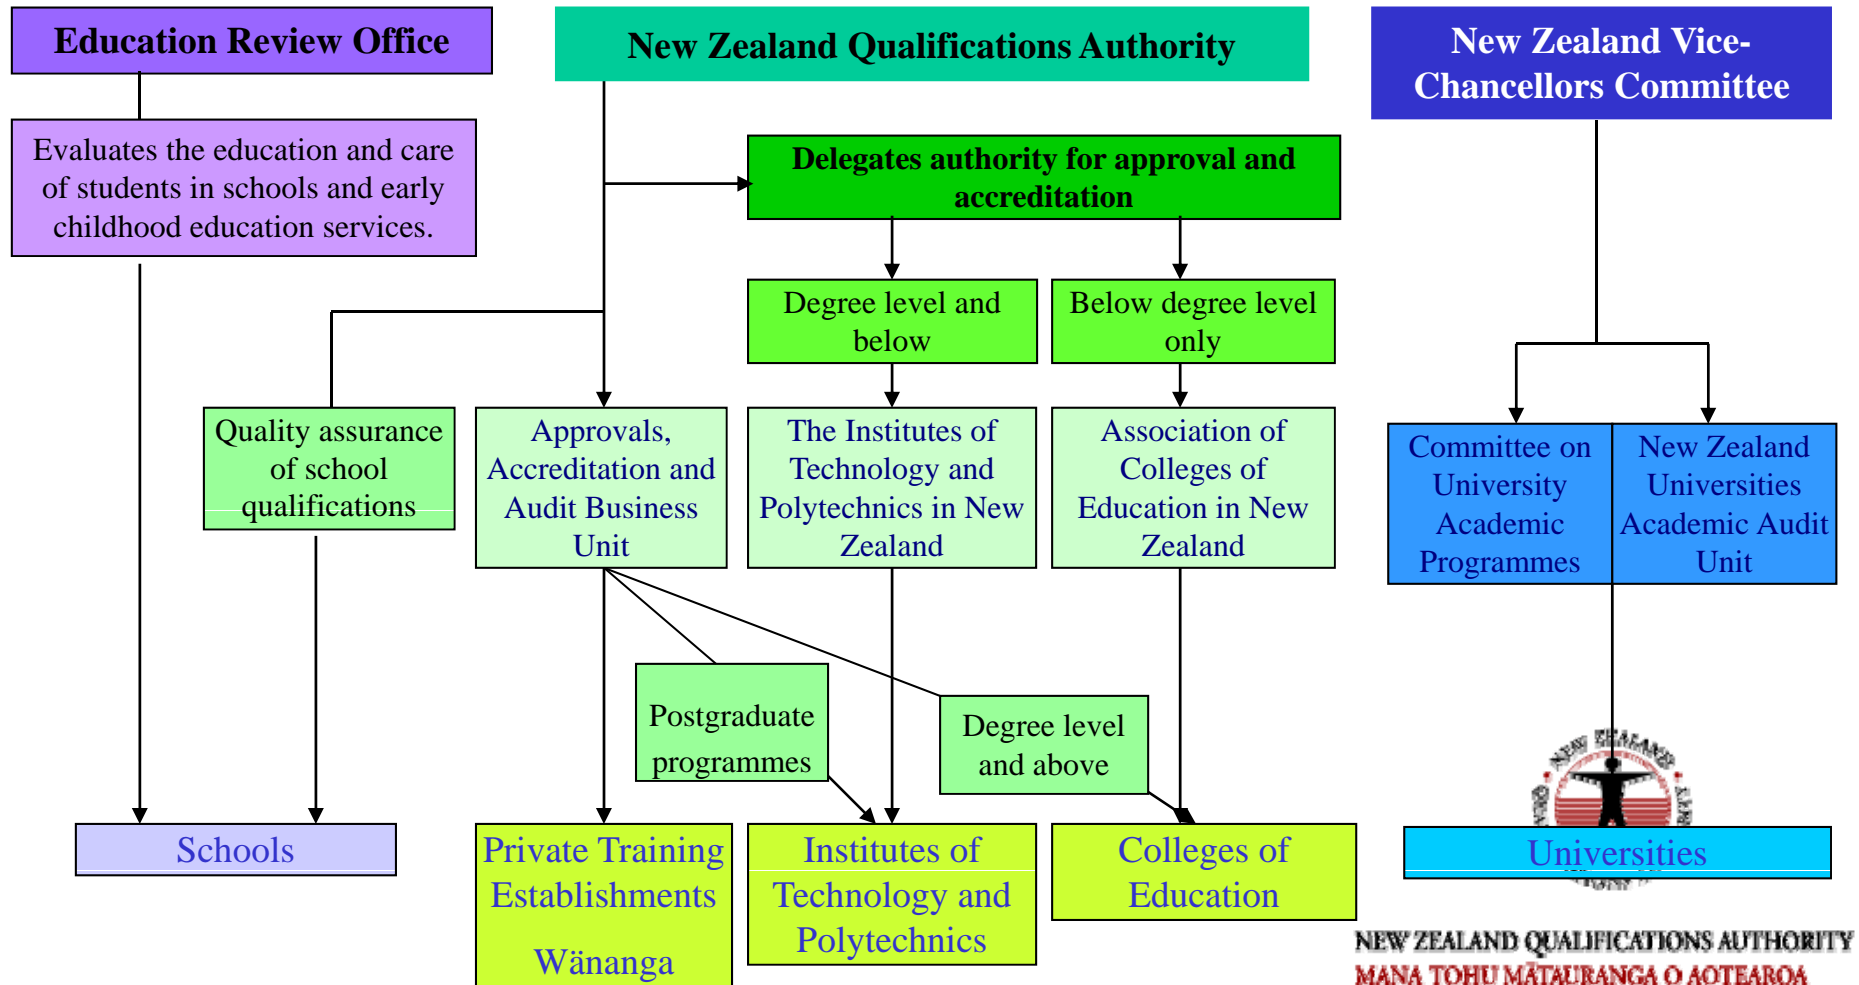 Education Review Office
New Zealand Qualifications Authority
New Zealand Vice-
Chancellors Committee
Evaluates the education and care
of students in schools and early
childhood education services.
Delegates authority for approval and
accreditation
Degree level and
below
Below degree level
only
Quality assurance
of school
qualifications
Approvals,
Accreditation and
Audit Business
Unit
The Institutes of
Technology and
Polytechnics in New
Zealand
Association of
Colleges of
Education in New
Zealand
Committee on
University
Academic
Programmes
New Zealand
Universities
Academic Audit
Unit
Postgraduate
programmes
Degree level
and above
Schools
Private Training
Establishments
Wänanga
Institutes of
Technology and
Polytechnics
Colleges of
Education
NEW ZEALAND
Universities
NEW ZEALAND QUALIFICATIONS AUTHORITY
MANA TOHU MĀTAURANGA O AOTEAROA